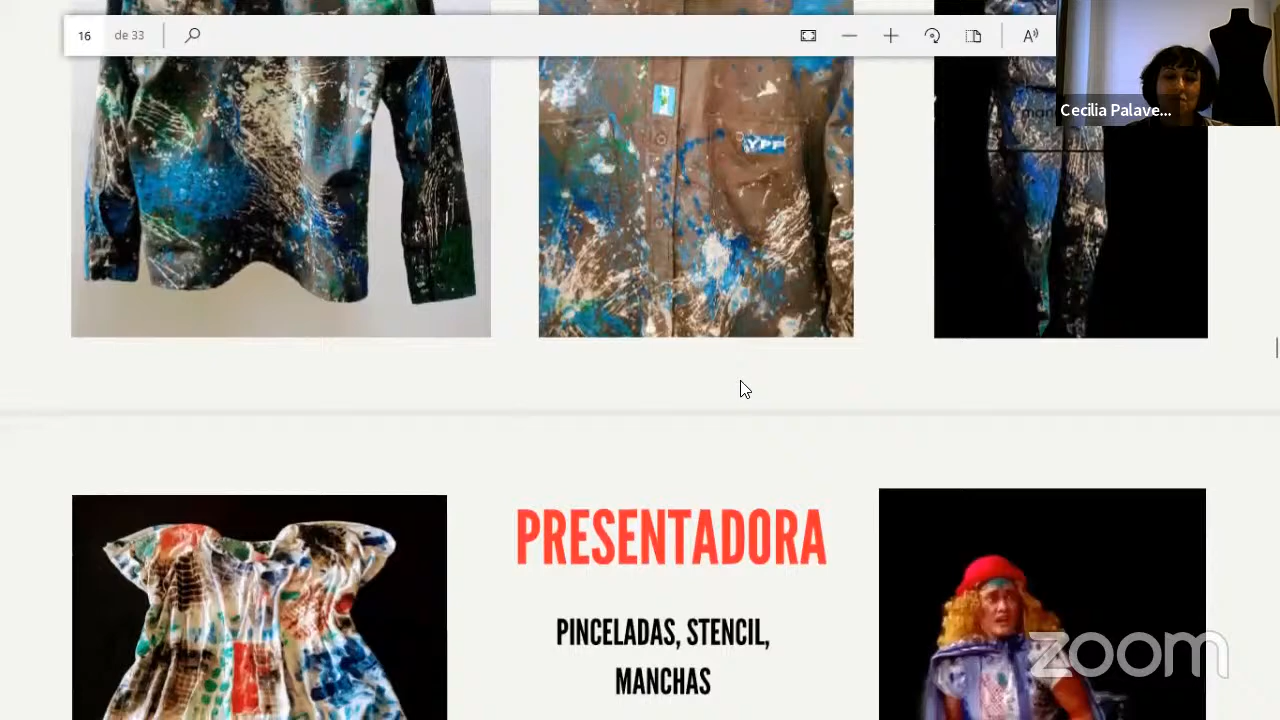 16 de 33
Cecilia Palave...
YPF
PRESENTADORA
PINCELADAS, STENCIL,
MANCHAS
zoom